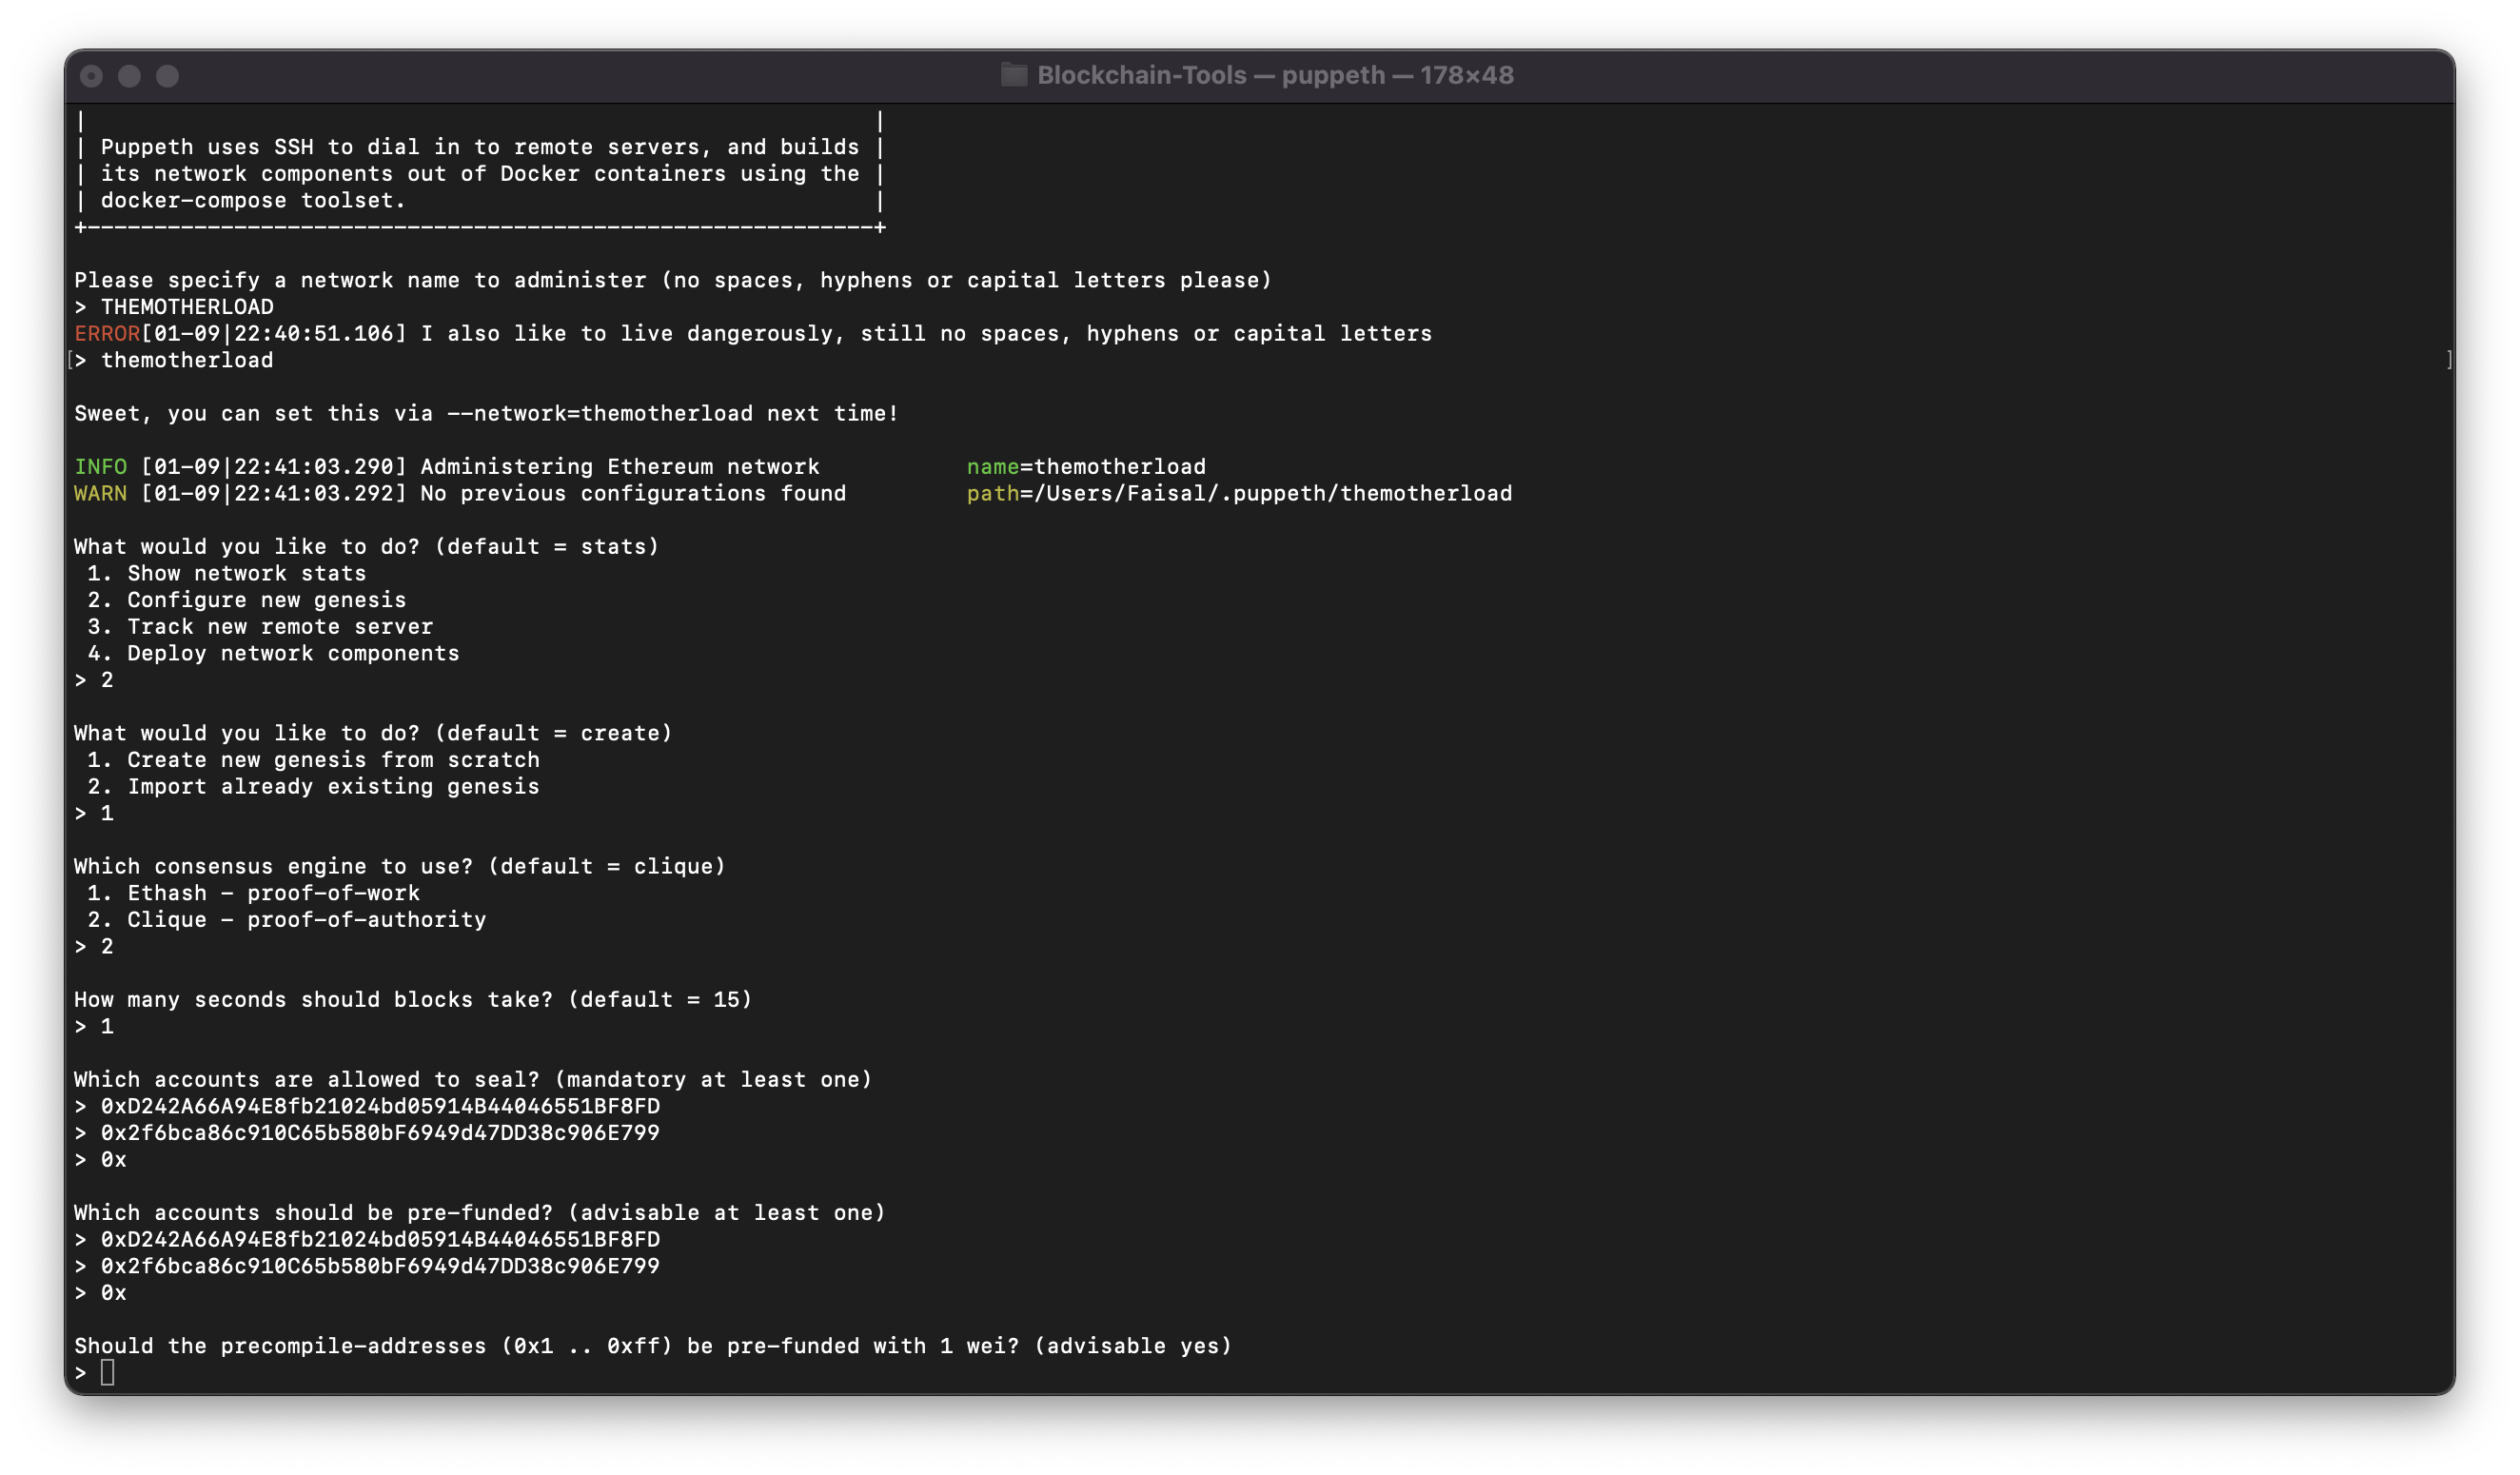 Blockchain-Tools — puppeth — 178×48
|                                                           |
| Puppeth uses SSH to dial in to remote servers, and builds |
| its network components out of Docker containers using the |
| docker-compose toolset.                                   |
+-----------------------------------------------------------+
Please specify a network name to administer (no spaces, hyphens or capital letters please)
> THEMOTHERLOAD
ERROR[01-09|22:40:51.106] I also like to live dangerously, still no spaces, hyphens or capital letters
[> themotherload ]
Sweet, you can set this via --network=themotherload next time!
INFO [01-09|22:41:03.290] Administering Ethereum network           name=themotherload
WARN [01-09|22:41:03.292] No previous configurations found         path=/Users/Faisal/.puppeth/themotherload
What would you like to do? (default = stats)
 1. Show network stats
 2. Configure new genesis
 3. Track new remote server
 4. Deploy network components
> 2
What would you like to do? (default = create)
 1. Create new genesis from scratch
 2. Import already existing genesis
> 1
Which consensus engine to use? (default = clique)
 1. Ethash - proof-of-work
 2. Clique - proof-of-authority
> 2
How many seconds should blocks take? (default = 15)
> 1
Which accounts are allowed to seal? (mandatory at least one)
> 0xD242A66A94E8fb21024bd05914B44046551BF8FD
> 0x2f6bca86c910C65b580bF6949d47DD38c906E799
> 0x
Which accounts should be pre-funded? (advisable at least one)
> 0xD242A66A94E8fb21024bd05914B44046551BF8FD
> 0x2f6bca86c910C65b580bF6949d47DD38c906E799
> 0x
Should the precompile-addresses (0x1 .. 0xff) be pre-funded with 1 wei? (advisable yes)
>